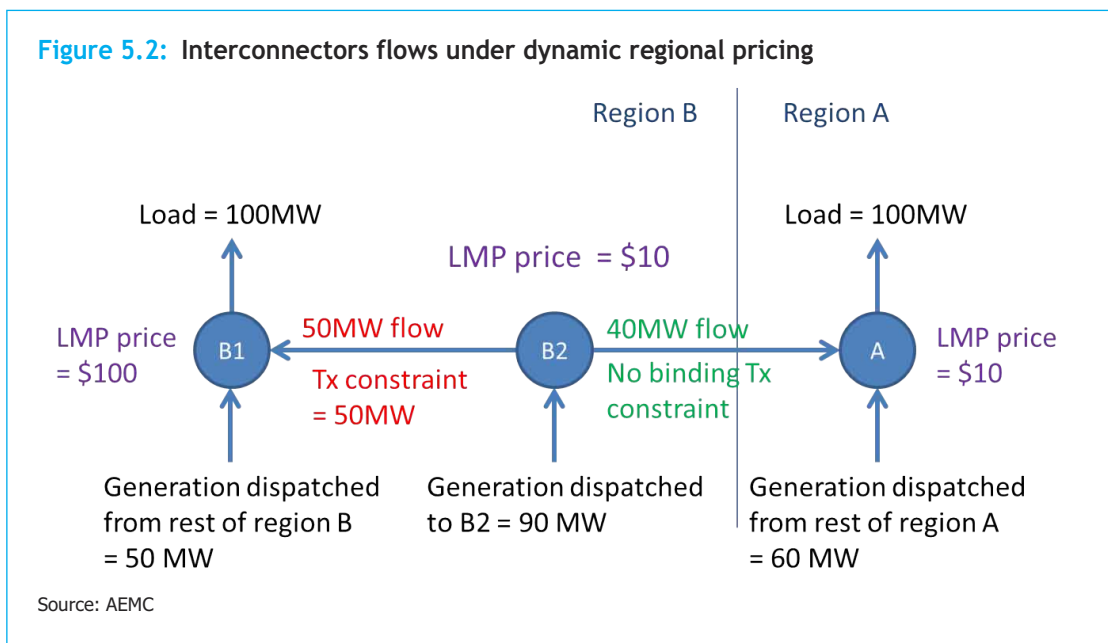 Figure 5.2: Interconnectors flows under dynamic regional pricing
Region B
Region A
Load = 100MW
Load = 100MW
LMP price = $10
LMP price
= $100
B1
50MW flow
Tx constraint
= 50MW
B2
40MW flow
No binding Tx
constraint
A
LMP price
= $10
Generation dispatched
from rest of region B
= 50 MW
Generation dispatched
to B2 = 90 MW
Generation dispatched
from rest of region A
= 60 MW
Source: AEMC